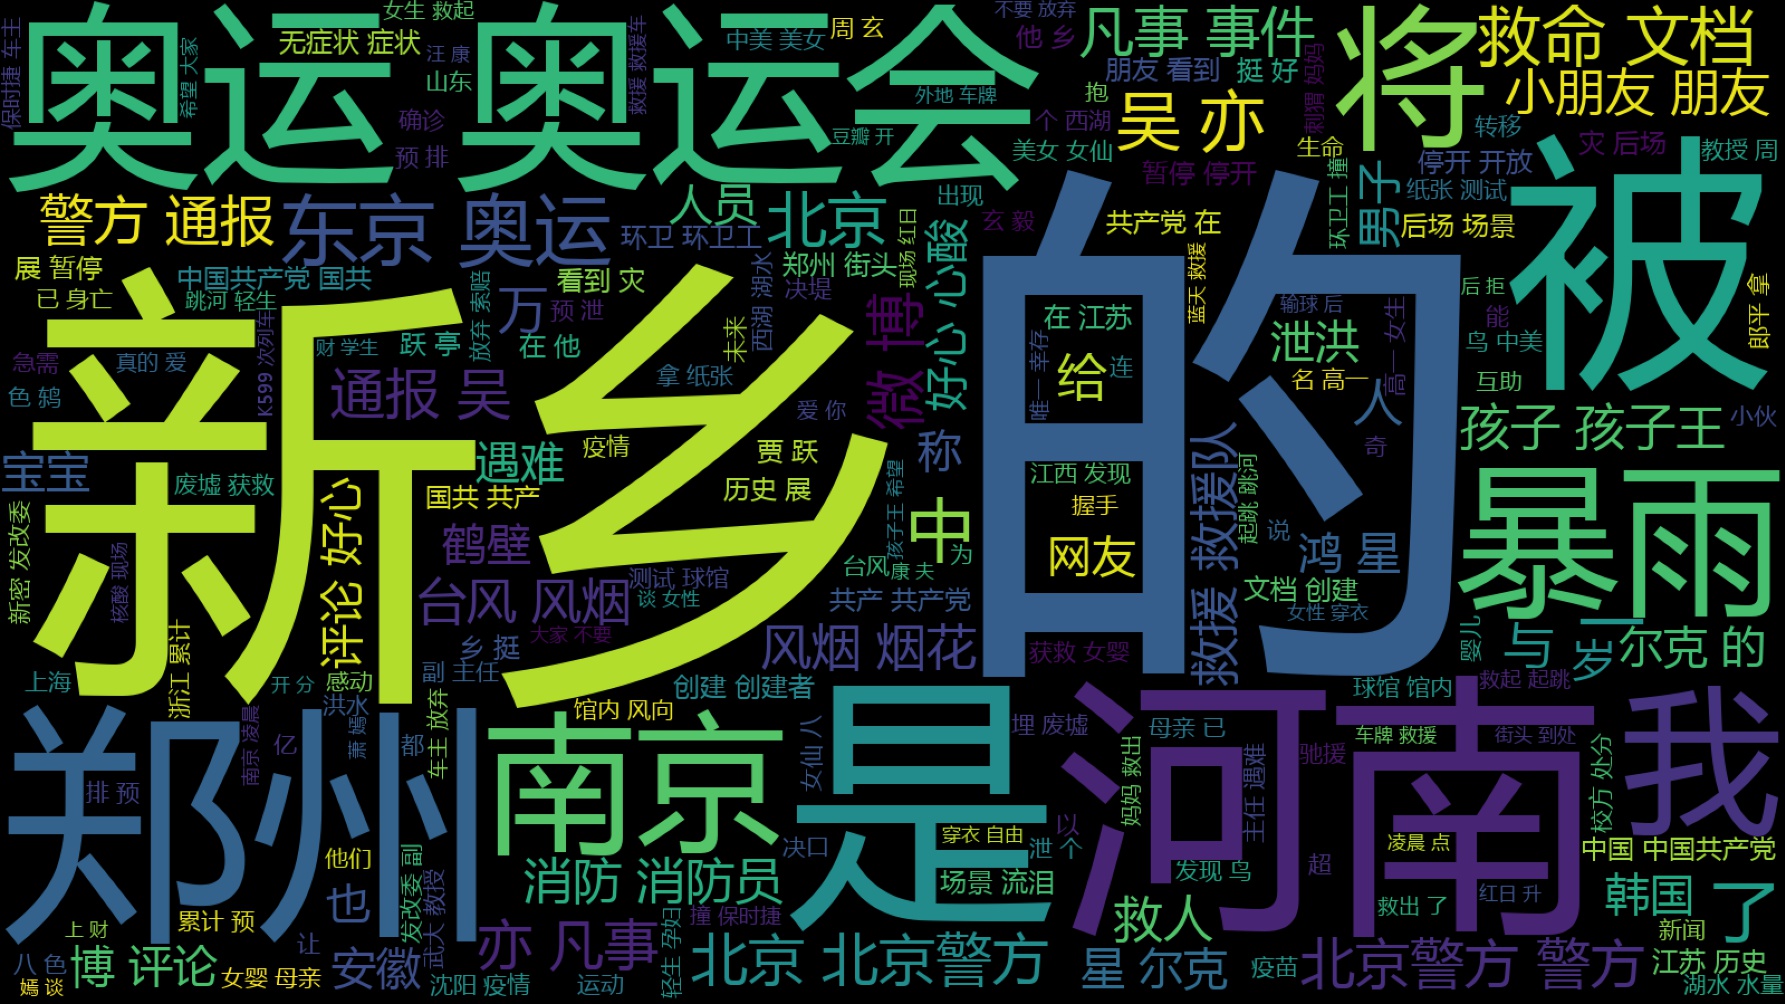 奥运 奥运会
女生 救起
无症状 症状
汪 康
山东
确诊
预 排
保时捷 车主
希望 大家
救援 救援车
中美 美女
周 玄
不要 放弃
他 乡
凡事 事件
朋友 看到
挺 好
刺猬 妈妈
将
救命 文档
小朋友 朋友
外地 车牌
豆瓣 开
抱
个 西湖
吴 亦
美女 女仙
暂停 停开
生命
转移
灾 后场
教授 周
停开 开放
纸张 测试
后场 场景
男子
环卫工 撞
被
警方 通报
东京 奥运
人员
北京
出现
玄 毅
共产党 在
环卫 环卫工
郑州 街头
现场 红日
好心 心酸
蓝天 救援
展 暂停
中国共产党 国共
已 身亡
跳河 轻生
看到 灾
放弃 索赔
万
预 泄
决堤
西湖 湖水
未来
微 博
新乡
的
在 江苏
输球 后
泄洪
后 拒
能
鸟 中美
郎平 拿
高一 女生
急需
真的 爱
K599 次列车
财 学生
跃 亭
在 他
色 鸨
通报 吴
拿 纸张
爱 你
唯一 幸存
给
连
名 高一
人
互助
小伙
孩子 孩子王
奇
宝宝
废墟 获救
遇难
疫情
贾 跃
历史 展
称
江西 发现
握手
救援 救援队
起跳 跳河
暴雨
评论 好心
国共 共产
鹤壁
孩子王 希望
中
为
网友
说
鸿 星
新密 发改委
核酸 现场
台风 风烟
测试 球馆
谈 女性
台风
康 夫
共产 共产党
文档 创建
女性 穿衣
乡 挺
大家 不要
风烟 烟花
获救 女婴
婴儿
与
一岁
尔克 的
上海
浙江 累计
开 分
感动
洪水
副 主任
创建 创建者
球馆 馆内
救起 起跳
郑州
南京 凌晨
亿
萧 嫣
都
车主 放弃
馆内 风向
南京
女仙 八
是
埋 废墟
母亲 已
妈妈 救出
主任 遇难
驰援
车牌 救援
街头 到处
河南
校方 处分
我
排 预
他们
发改委 副
武大 教授
消防 消防员
决口
穿衣 自由
泄 个
以
场景 流泪
发现 鸟
超
凌晨 点
红日 升
救出 了
中国 中国共产党
韩国
了
也
上 财
累计 预
让
亦 凡事
轻生 孕妇
撞 保时捷
救人
新闻
八 色
博 评论
女婴 母亲
安徽
沈阳 疫情
运动
北京 北京警方
星 尔克
疫苗
北京警方 警方
江苏 历史
嫣 谈
湖水 水量